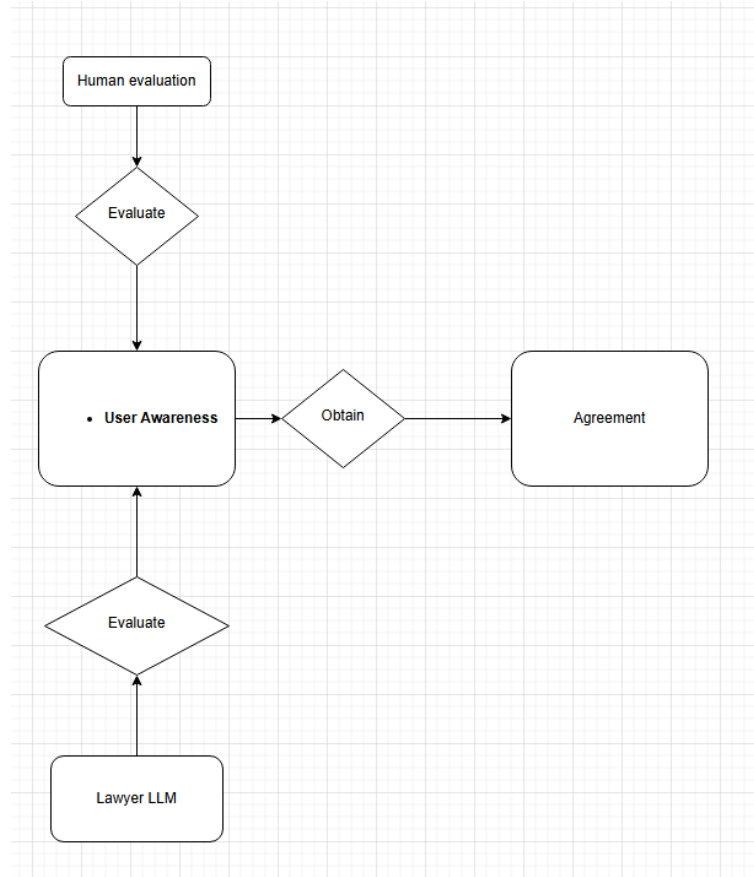 Human evaluation
Evaluate
• User Awareness
Obtain
Agreement
Evaluate
Lawyer LLM